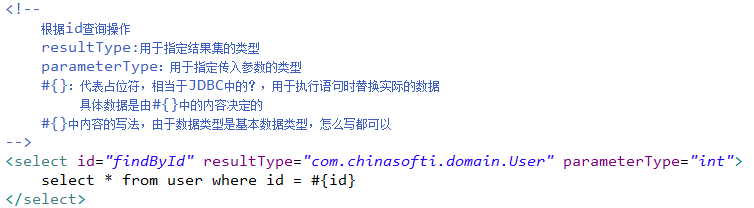 <!--
根据id查询操作
resultType:用于指定结果集的类型
parameterType: 用于指定传入参数的类型
#{}: 代表占位符，相当于JDBC中的?，用于执行语句时替换实际的数据
具体数据是由#{}中的内容决定的
#{}中内容的写法，由于数据类型是基本数据类型，怎么写都可以
-->
<select id="findById" resultType="com.chinasofti.domain.User" parameterType="int">
select * from user where id = #{id}
</select>